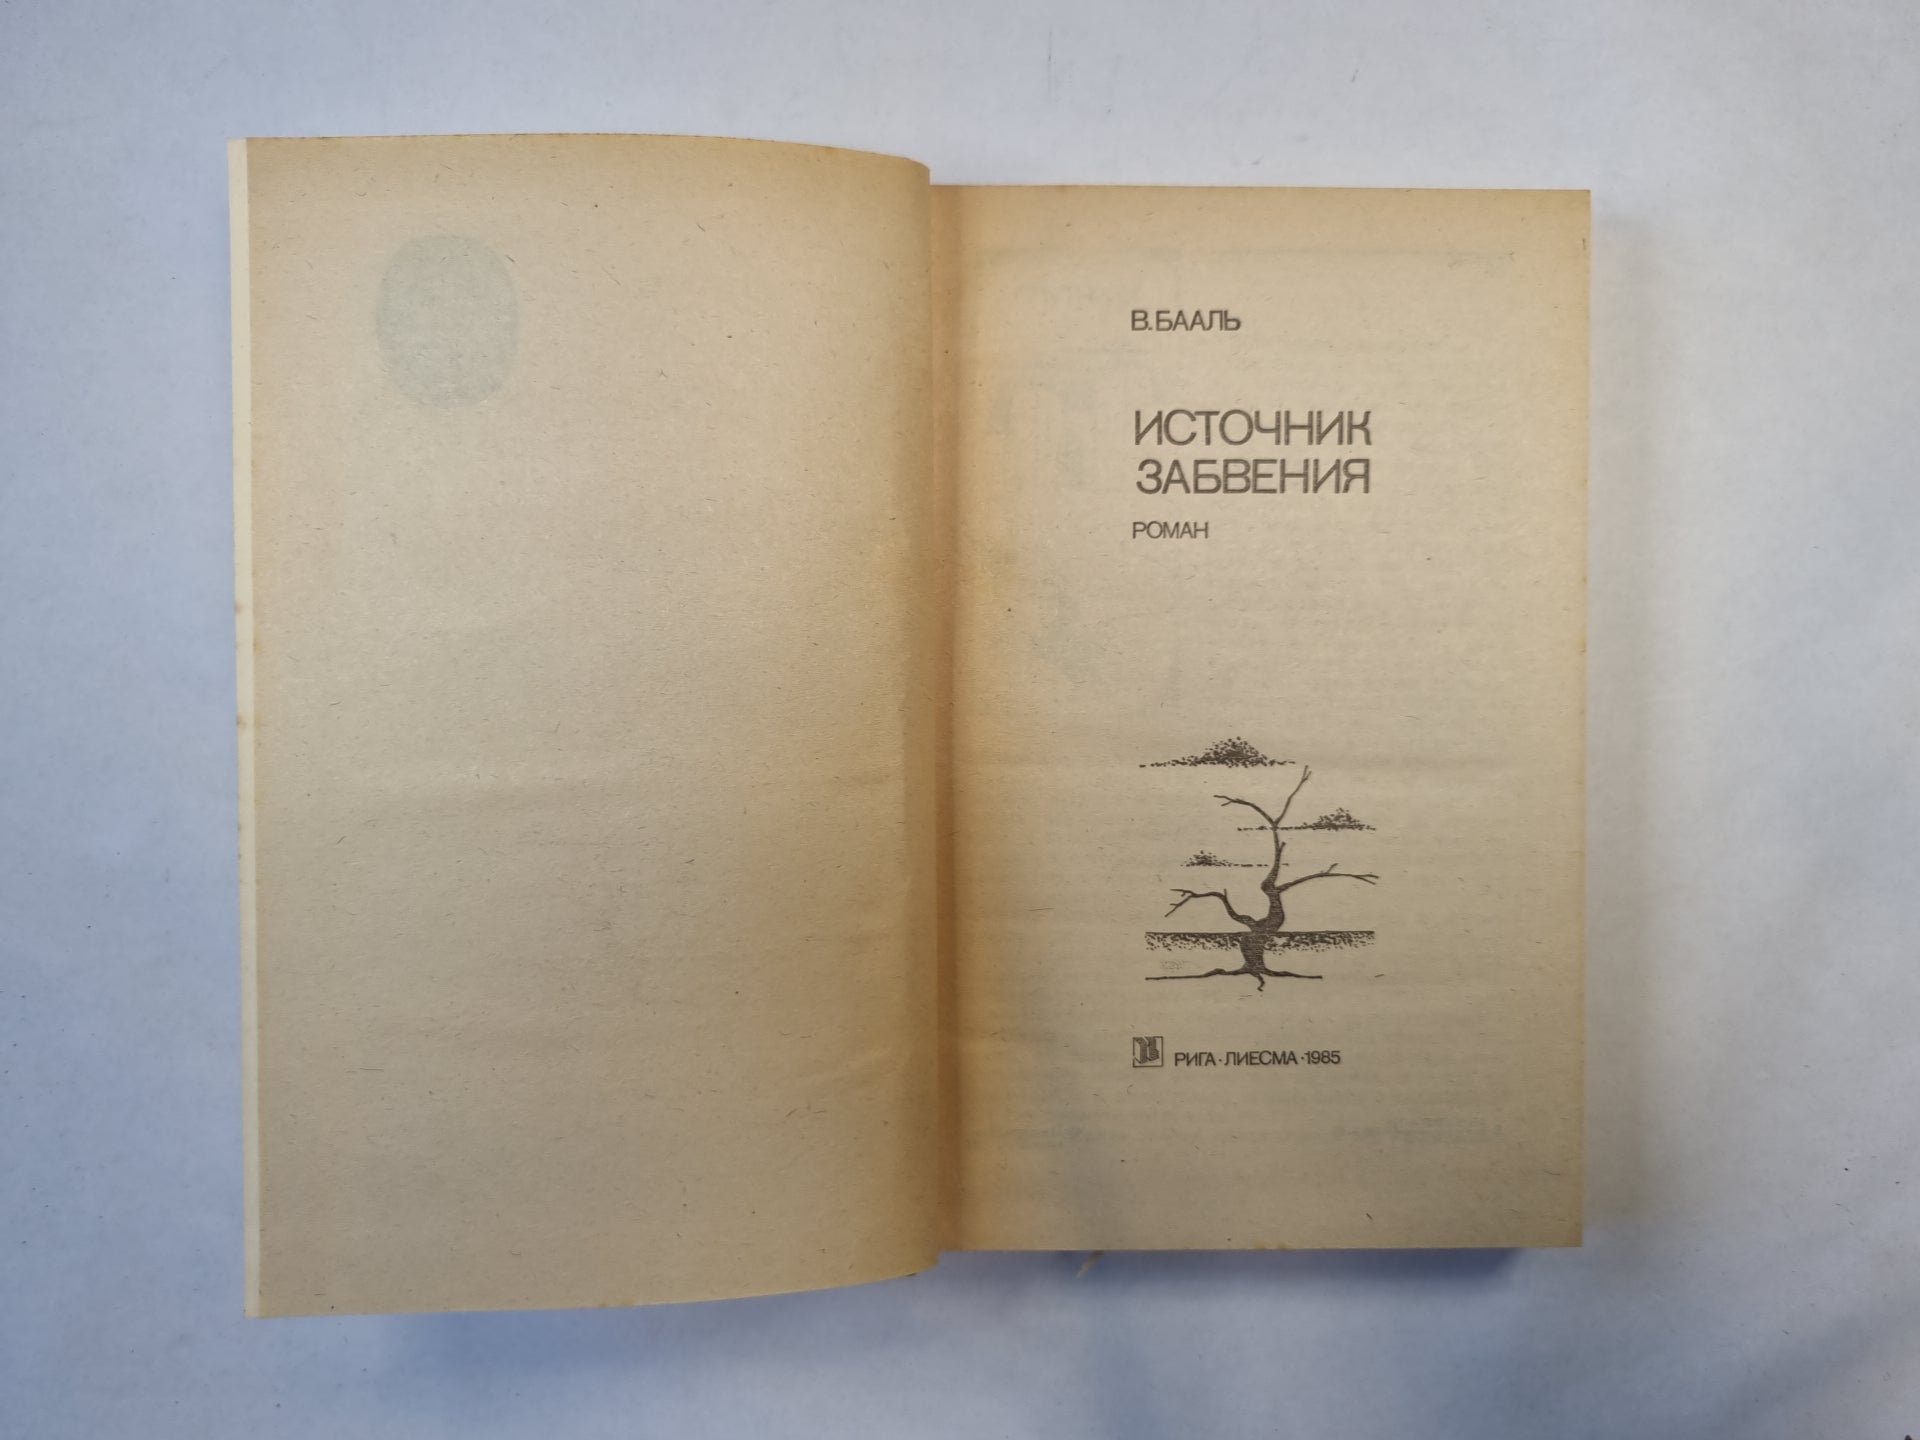 В. БААЛЬ
ИСТОЧНИК
ЗАБВЕНИЯ
РОМАН
РИГА · ЛИЕСМА · 1985